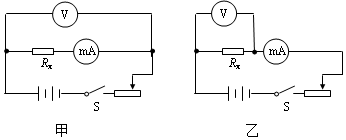 V V
Rx mA Rx mA
S S
甲 乙